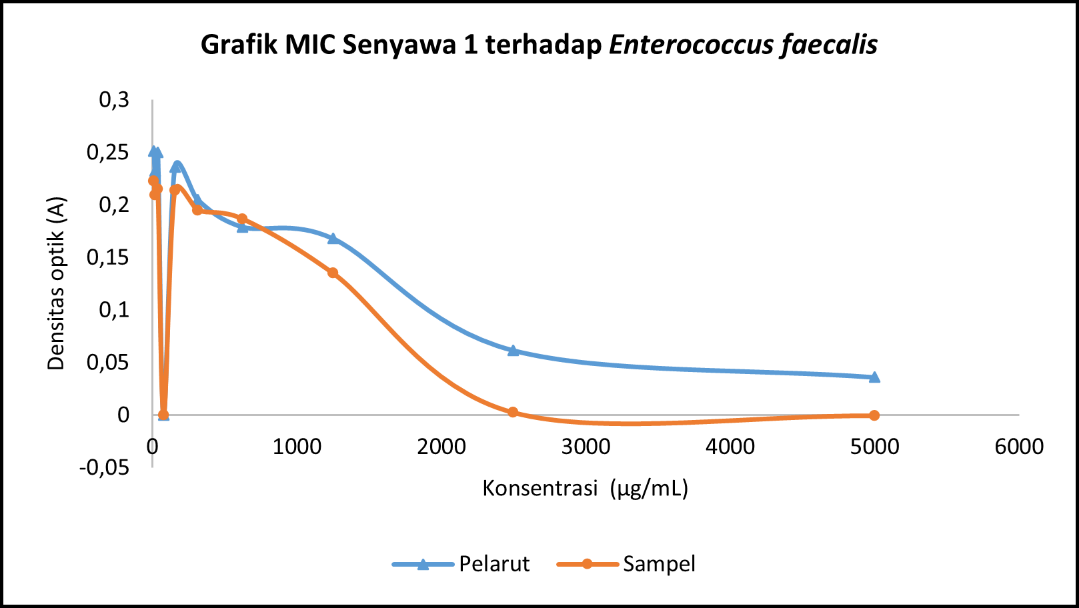 Grafik MIC Senyawa 1 terhadap Enterococcus faecalis
0,3
0,25
0,2
0,15
0,1
0,05
0
-0,05
Densitas optik (A)
0 1000 2000 3000 4000 5000 6000
Konsentrasi (µg/mL)
Pelarut Sampel